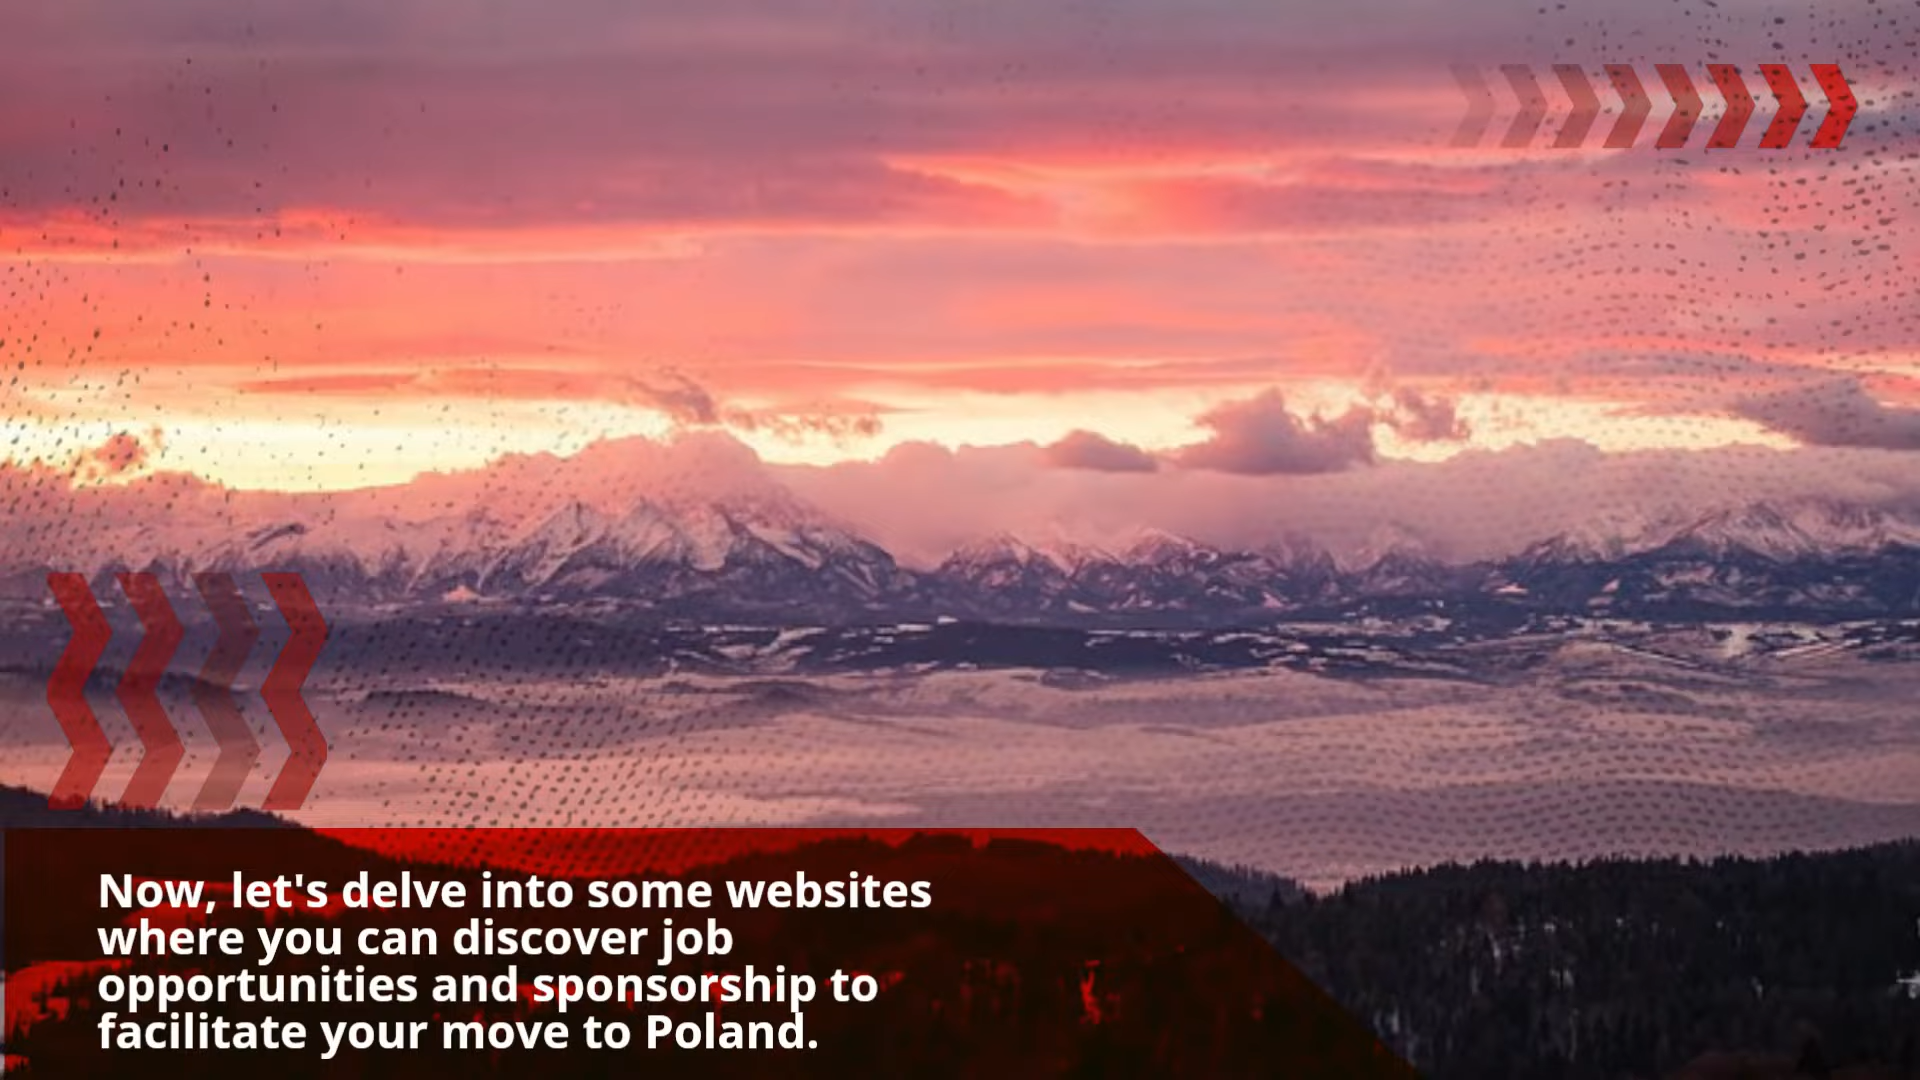 Now, let's delve into some websites
where you can discover job
opportunities and sponsorship to
facilitate your move to Poland.